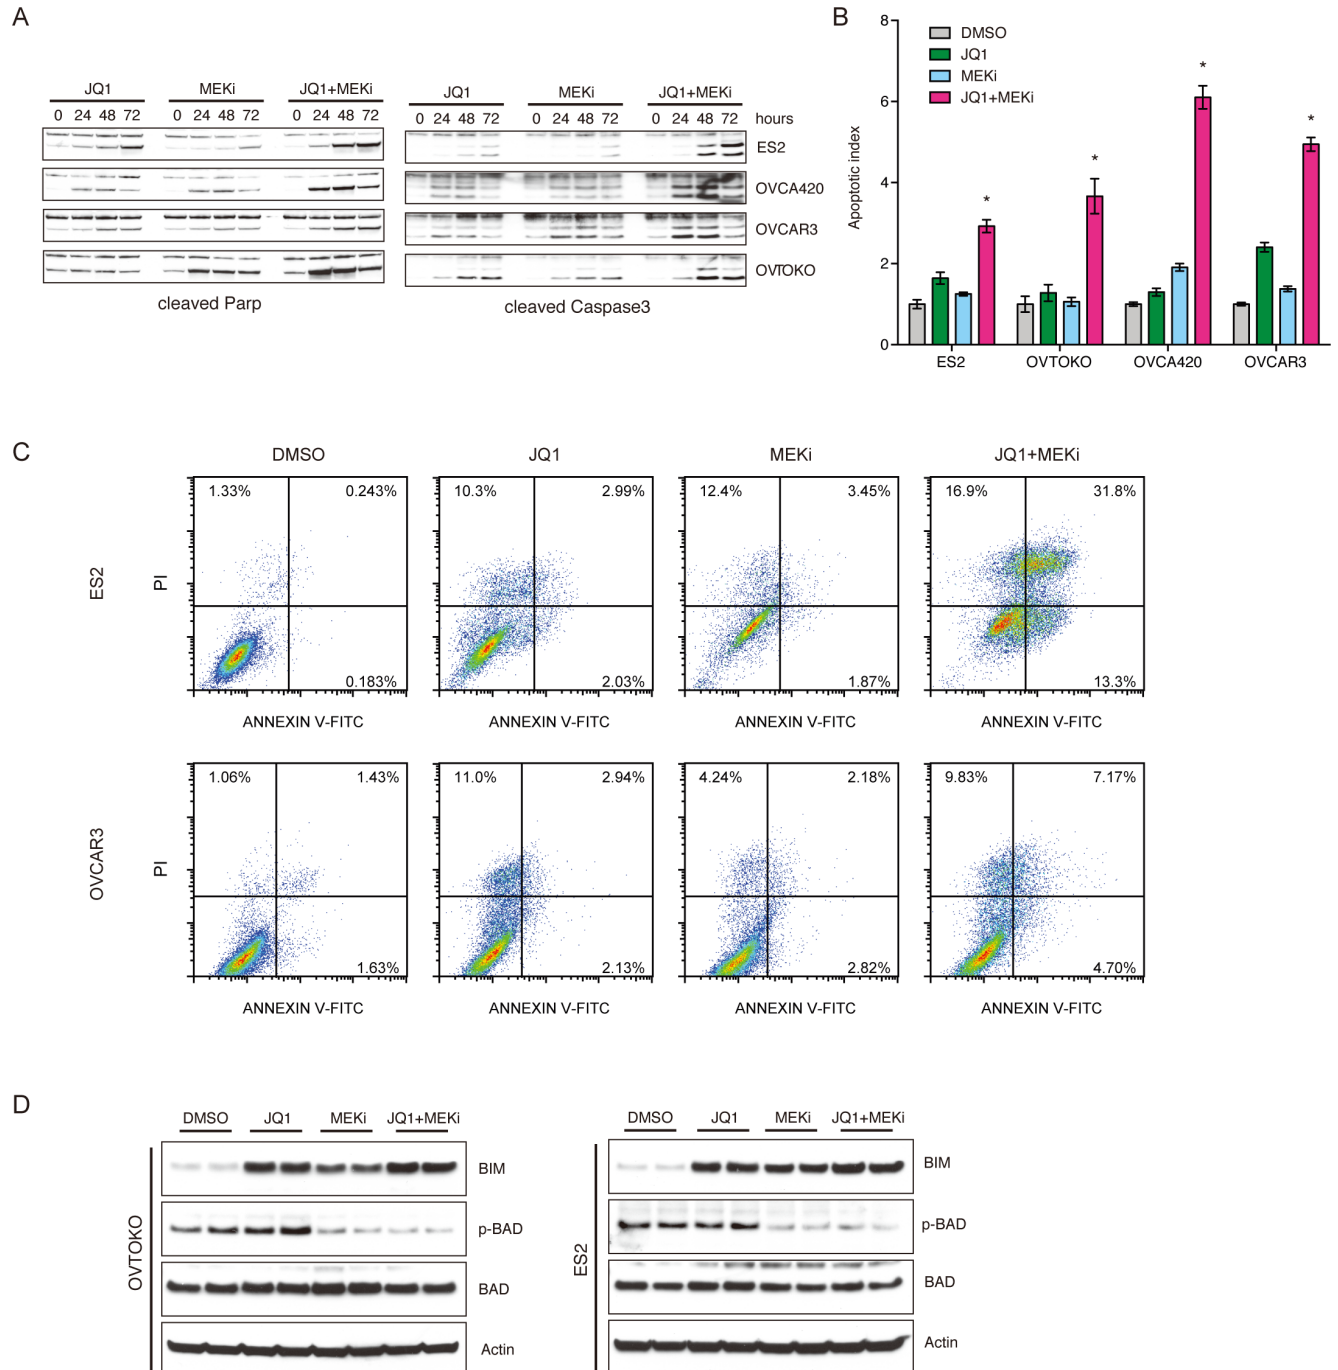 A
JQ1 MEKi JQ1+MEKi
0 24 48 72 0 24 48 72 0 24 48 72
cleaved Parp
JQ1 MEKi JQ1+MEKi
0 24 48 72 0 24 48 72 0 24 48 72 hours
ES2
OVCA420
OVCAR3
OVTOKO
cleaved Caspase3
B
DMSO
JQ1
MEKi
JQ1+MEKi
Apoptotic index
8
6
4
2
0
* * * *
ES2 OVTOKO OVCA420 OVCAR3
C
DMSO JQ1 MEKi JQ1+MEKi
ES2
PI
1.33% 0.243% 10.3% 2.99% 12.4% 3.45% 16.9% 31.8%
0.183% 2.03% 1.87% 13.3%
ANNEXIN V-FITC ANNEXIN V-FITC ANNEXIN V-FITC ANNEXIN V-FITC
OVCAR3
PI
1.06% 1.43% 11.0% 2.94% 4.24% 2.18% 9.83% 7.17%
1.63% 2.13% 2.82% 4.70%
ANNEXIN V-FITC ANNEXIN V-FITC ANNEXIN V-FITC ANNEXIN V-FITC
D
DMSO JQ1 MEKi JQ1+MEKi
OVTOKO
BIM
p-BAD
BAD
Actin
DMSO JQ1 MEKi JQ1+MEKi
ES2
BIM
p-BAD
BAD
Actin